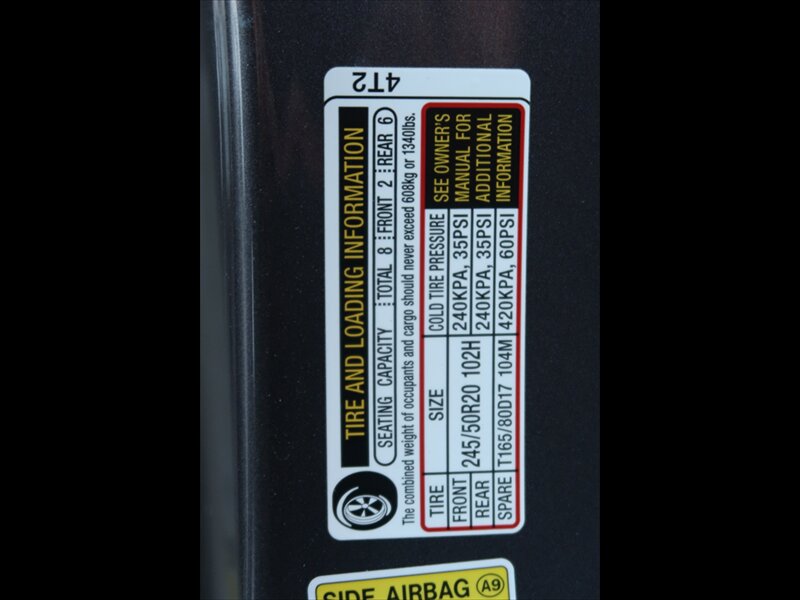 4T2
TIRE AND LOADING INFORMATION
SEATING CAPACITY TOTAL 8 FRONT 2 REAR 6
The combined weight of occupants and cargo should never exceed 608kg or 1340lbs.
TIRE SIZE COLD TIRE PRESSURE SEE OWNER'S
FRONT 245/50R20 102H 240KPA, 35PSI MANUAL FOR
REAR 240KPA, 35PSI ADDITIONAL
SPARE T165/80D17 104M 420KPA, 60PSI INFORMATION
SIDE AIRBAG A9